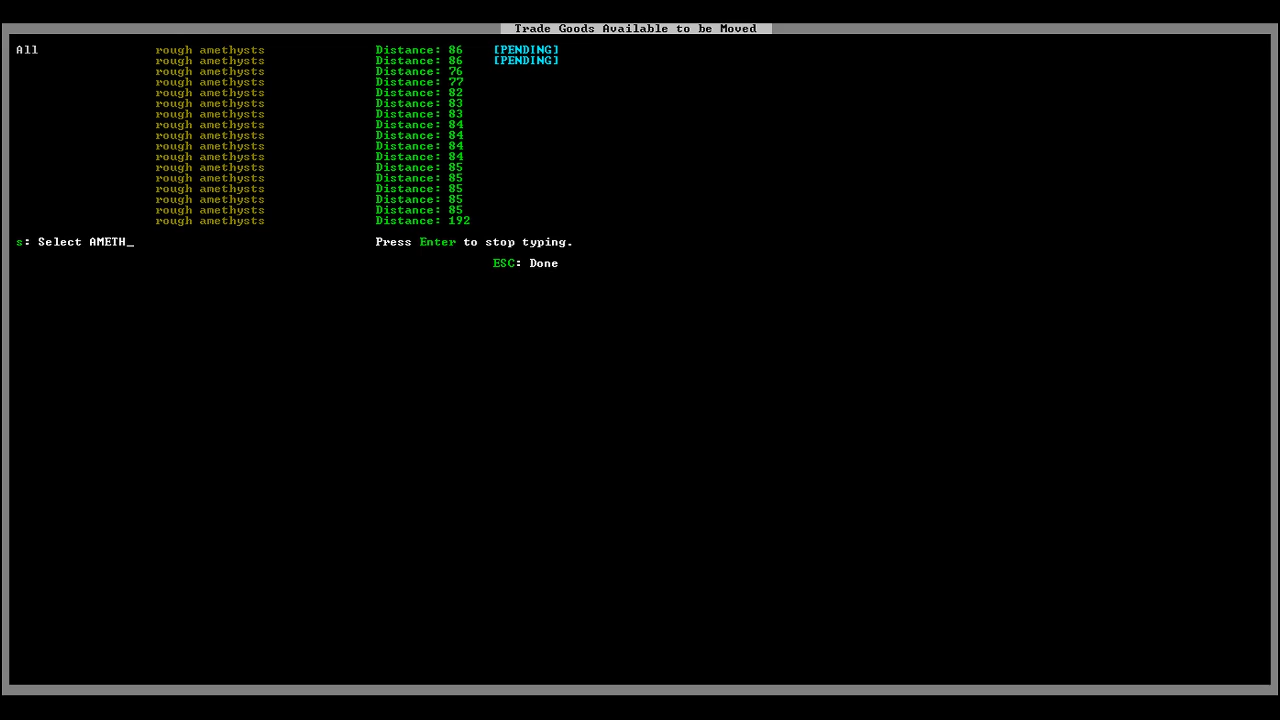 Trade Goods Available to be Moved
All rough amethysts Distance: 86 [PENDING]
rough amethysts Distance: 86 [PENDING]
rough amethysts Distance: 76
rough amethysts Distance: 77
rough amethysts Distance: 82
rough amethysts Distance: 83
rough amethysts Distance: 83
rough amethysts Distance: 84
rough amethysts Distance: 84
rough amethysts Distance: 84
rough amethysts Distance: 84
rough amethysts Distance: 85
rough amethysts Distance: 85
rough amethysts Distance: 85
rough amethysts Distance: 85
rough amethysts Distance: 85
rough amethysts Distance: 192
s: Select AMETH_ Press Enter to stop typing.
ESC: Done